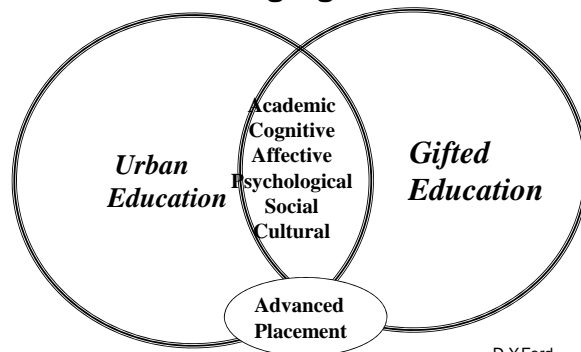 Urban
Education
Academic
Cognitive
Affective
Psychological
Social
Cultural
Gifted
Education
Advanced
Placement